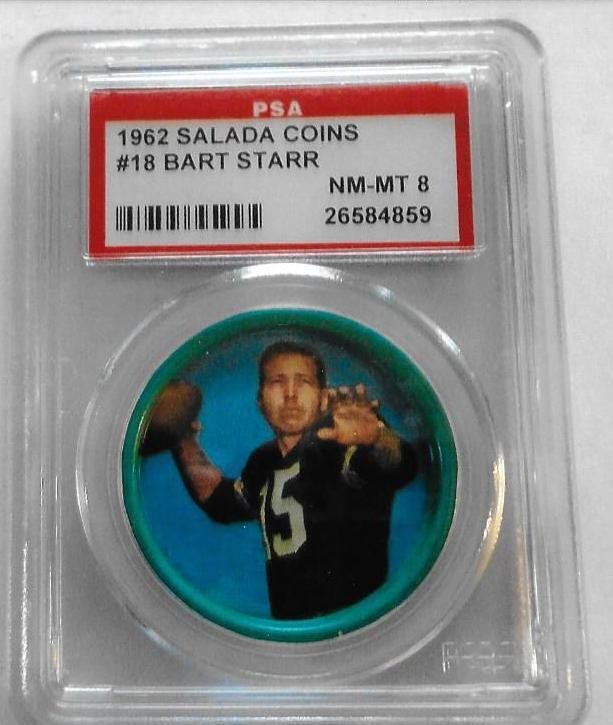 PSA
1962 SALADA COINS
#18 BART STARR
NM-MT 8
26584859
15